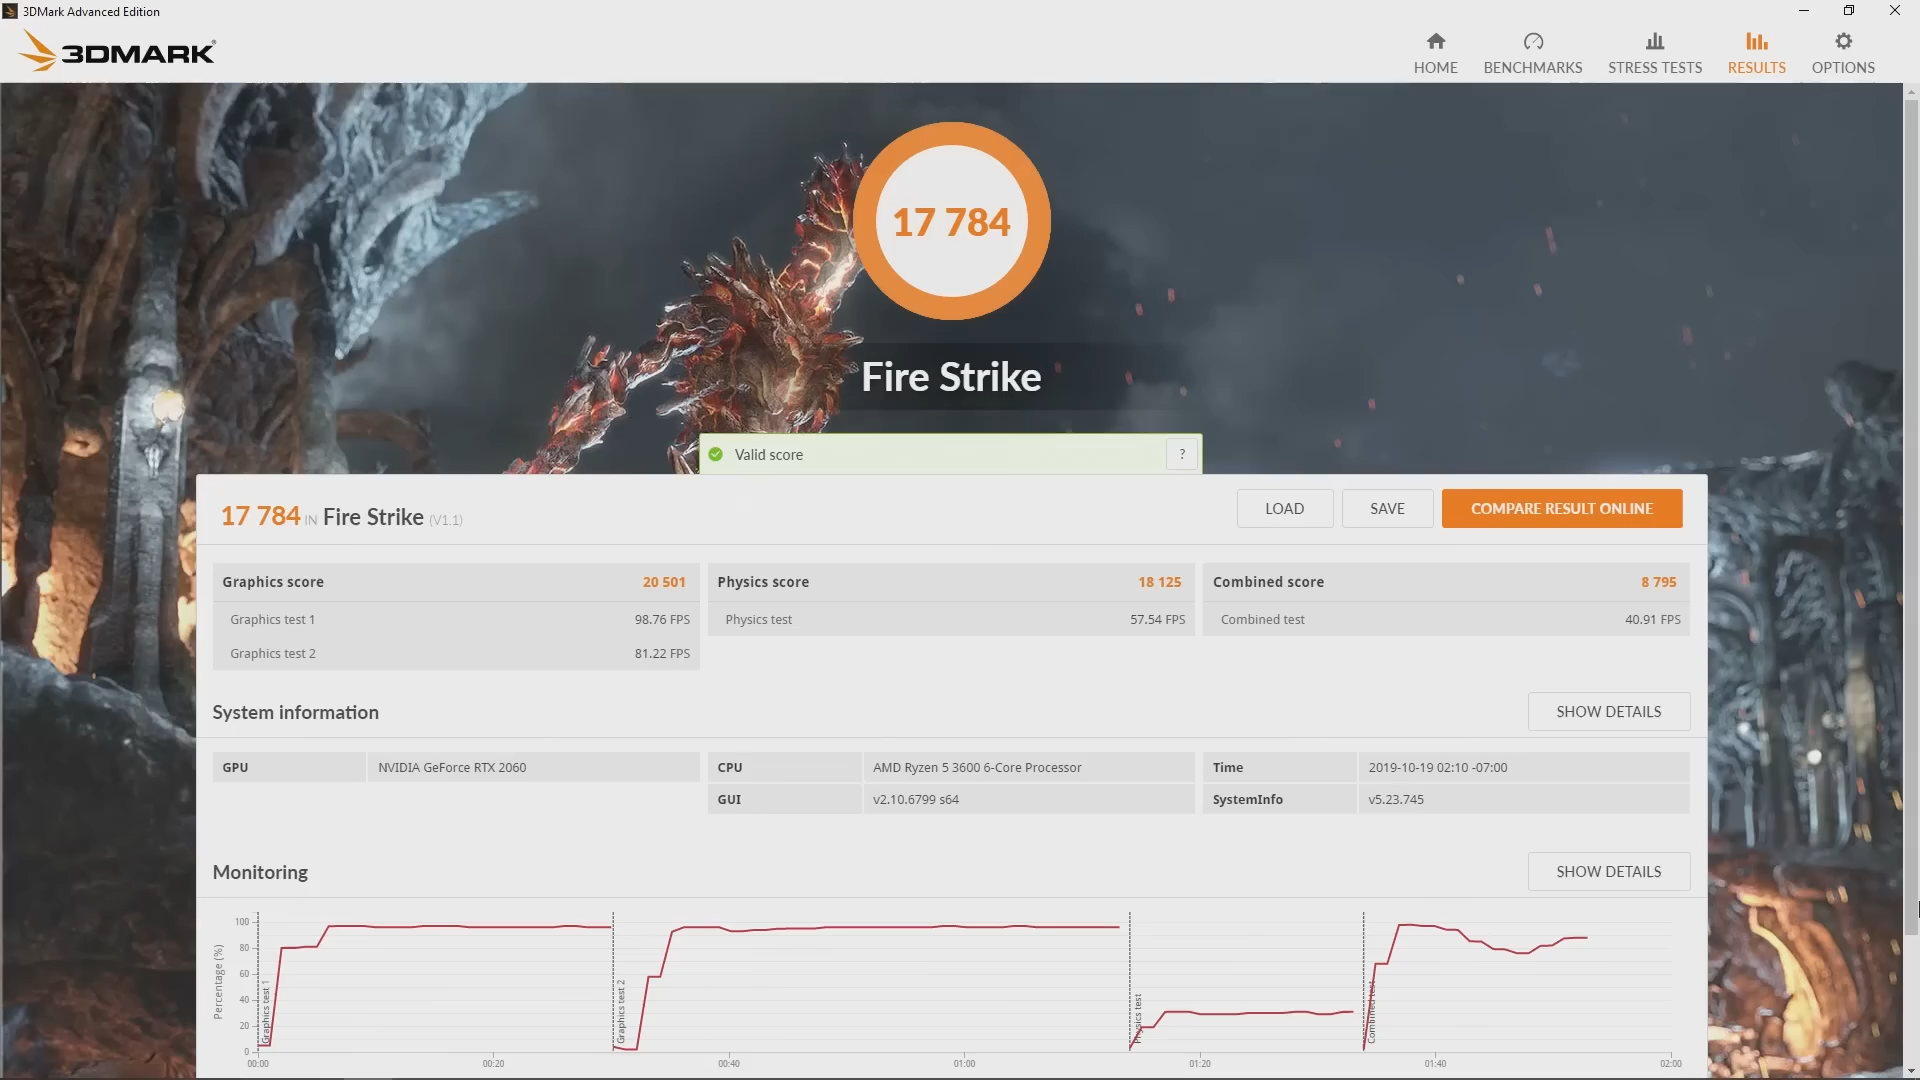 3DMark Advanced Edition
3DMARK®
HOME
BENCHMARKS
STRESS TESTS
RESULTS
OPTIONS
17 784
Fire Strike
Valid score
?
17 784 IN Fire Strike (V1.1)
LOAD
SAVE
COMPARE RESULT ONLINE
Graphics score 20 501
Graphics test 1 98.76 FPS
Graphics test 2 81.22 FPS
Physics score 18 125
Physics test 57.54 FPS
Combined score 8 795
Combined test 40.91 FPS
System information
SHOW DETAILS
GPU NVIDIA GeForce RTX 2060
CPU AMD Ryzen 5 3600 6-Core Processor
GUI v2.10.6799 s64
Time 2019-10-19 02:10 -07:00
SystemInfo v5.23.745
Monitoring
SHOW DETAILS
Percentage (%)
100
80
60
40
20
0
Graphics test 1
Graphics test 2
Physics test
Combined test
00:00
00:20
00:40
01:00
01:20
01:40
02:00